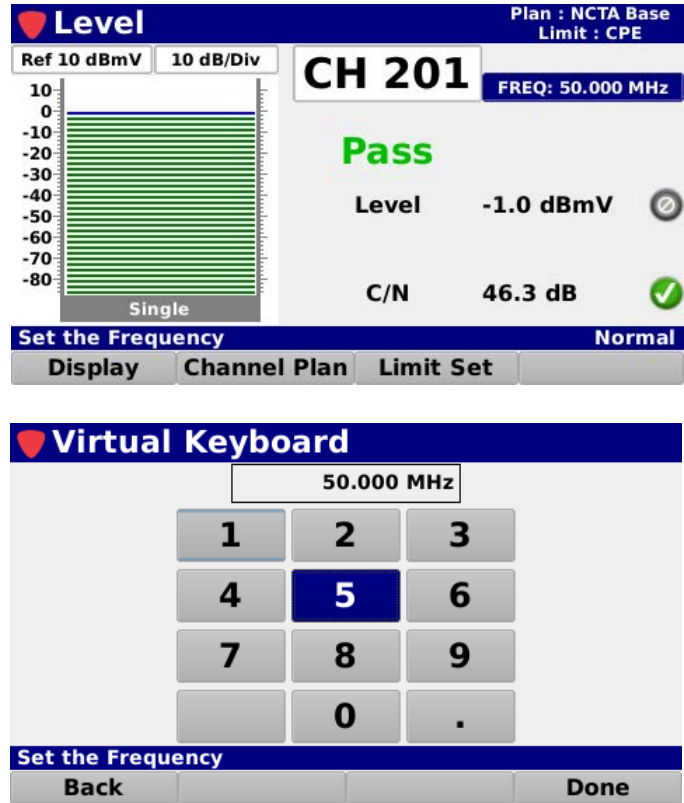 Level
Plan : NCTA Base
Limit : CPE
Ref 10 dBmV 10 dB/Div
CH 201
FREQ: 50.000 MHz
10
0
-10
-20
-30
-40
-50
-60
-70
-80
Single
Pass
Level -1.0 dBmV
C/N 46.3 dB
Set the Frequency Normal
Display Channel Plan Limit Set
Virtual Keyboard
50.000 MHz
1 2 3
4 5 6
7 8 9
0 .
Set the Frequency
Back Done